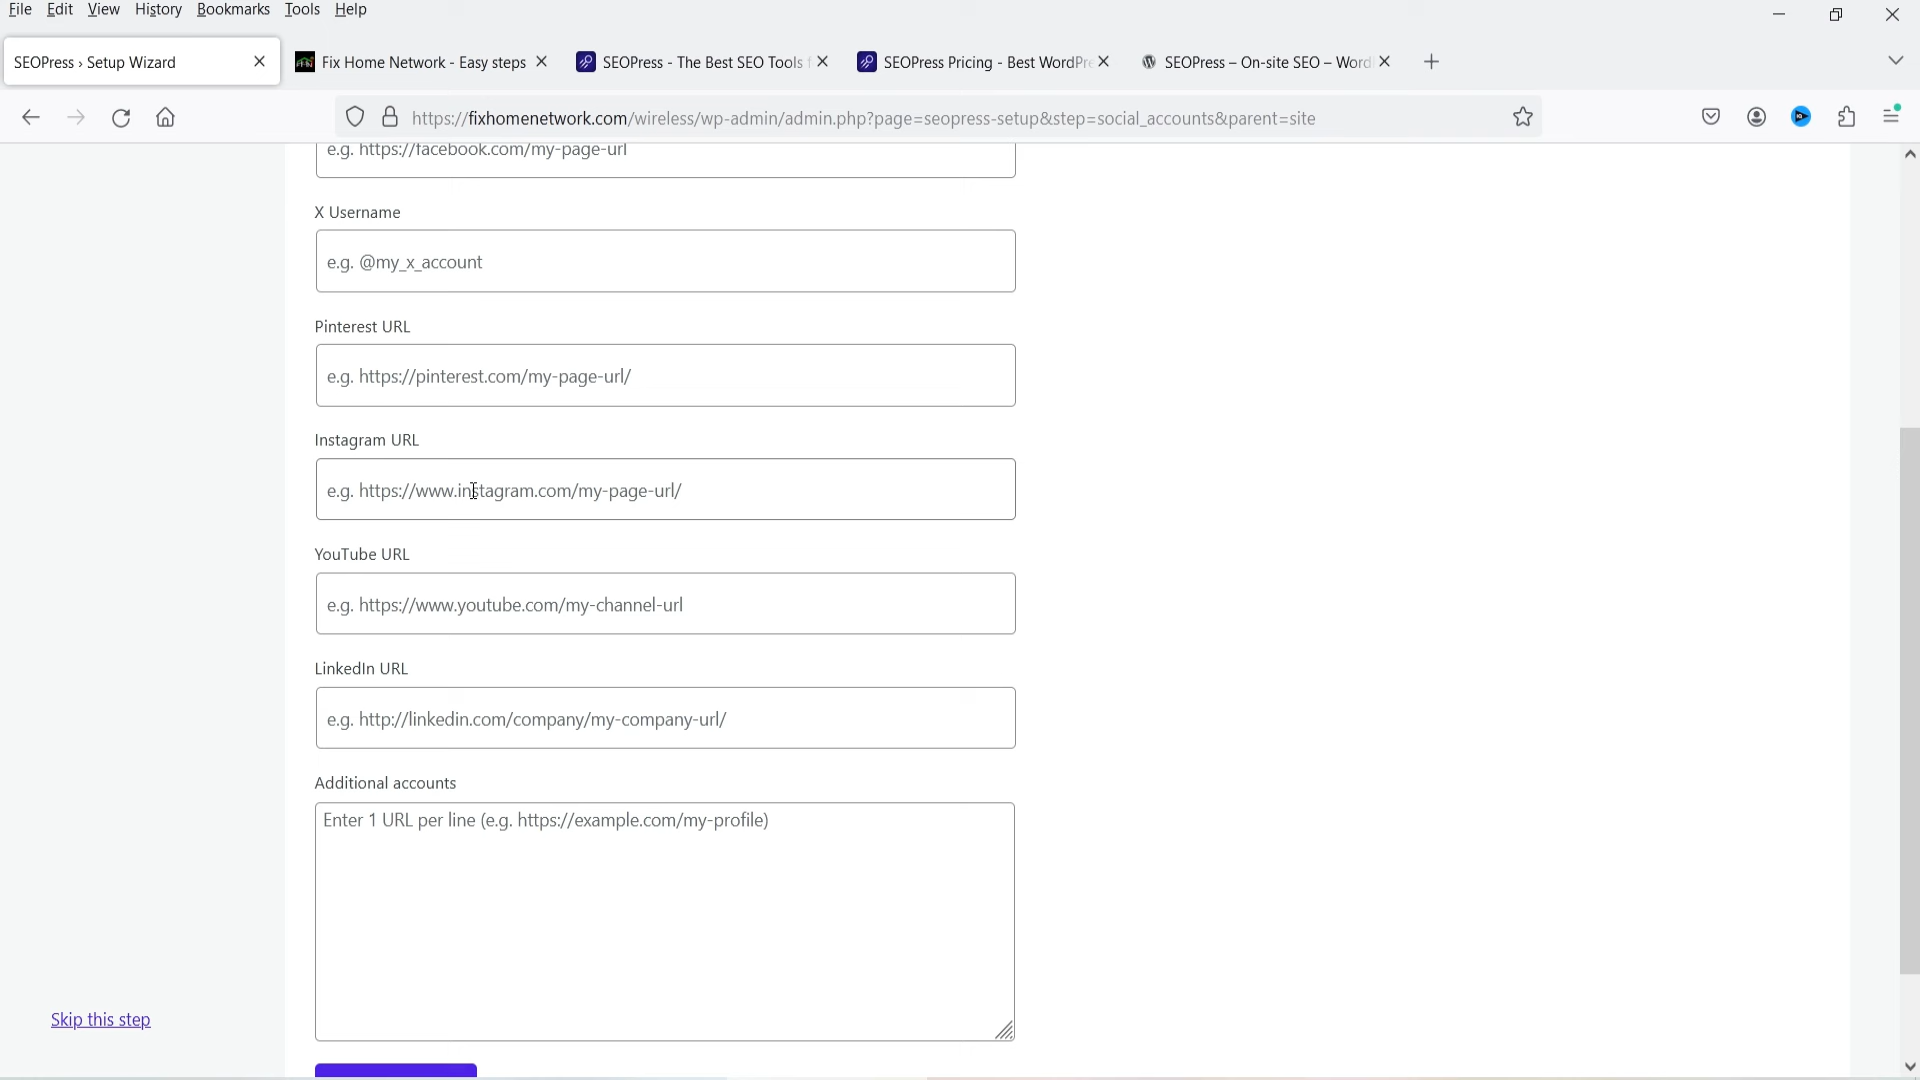 File Edit View History Bookmarks Tools Help
SEOPress › Setup Wizard
Fix Home Network - Easy steps
SEOPress - The Best SEO Tools
SEOPress Pricing - Best WordPre
SEOPress – On-site SEO – Word
https://fixhomenetwork.com/wireless/wp-admin/admin.php?page=seopress-setup&step=social_accounts&parent=site
e.g. https://facebook.com/my-page-url
X Username
e.g. @my_x_account
Pinterest URL
e.g. https://pinterest.com/my-page-url/
Instagram URL
e.g. https://www.instagram.com/my-page-url/
YouTube URL
e.g. https://www.youtube.com/my-channel-url
LinkedIn URL
e.g. http://linkedin.com/company/my-company-url/
Additional accounts
Enter 1 URL per line (e.g. https://example.com/my-profile)
Skip this step